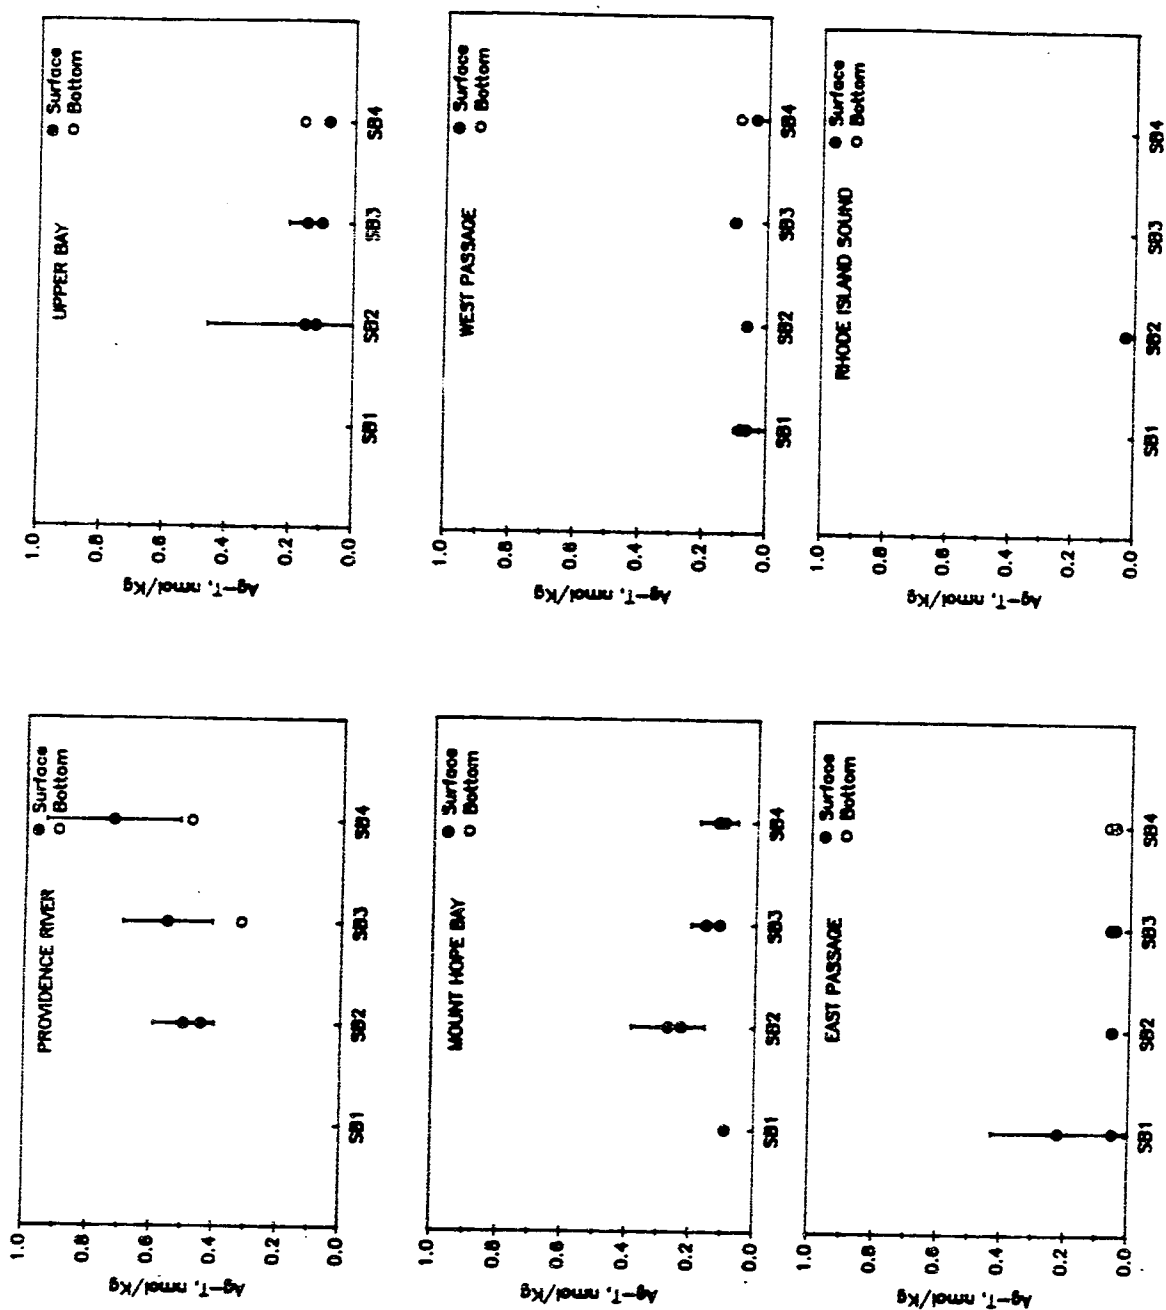 PROVIDENCE RIVER
● Surface
○ Bottom
Ag-T, nmol/Kg
1.0
0.8
0.6
0.4
0.2
0.0
SB1 SB2 SB3 SB4
UPPER BAY
● Surface
○ Bottom
Ag-T, nmol/Kg
1.0
0.8
0.6
0.4
0.2
0.0
SB1 SB2 SB3 SB4
MOUNT HOPE BAY
● Surface
○ Bottom
Ag-T, nmol/Kg
1.0
0.8
0.6
0.4
0.2
0.0
SB1 SB2 SB3 SB4
WEST PASSAGE
● Surface
○ Bottom
Ag-T, nmol/Kg
1.0
0.8
0.6
0.4
0.2
0.0
SB1 SB2 SB3 SB4
EAST PASSAGE
● Surface
○ Bottom
Ag-T, nmol/Kg
1.0
0.8
0.6
0.4
0.2
0.0
SB1 SB2 SB3 SB4
RHODE ISLAND SOUND
● Surface
○ Bottom
Ag-T, nmol/Kg
1.0
0.8
0.6
0.4
0.2
0.0
SB1 SB2 SB3 SB4